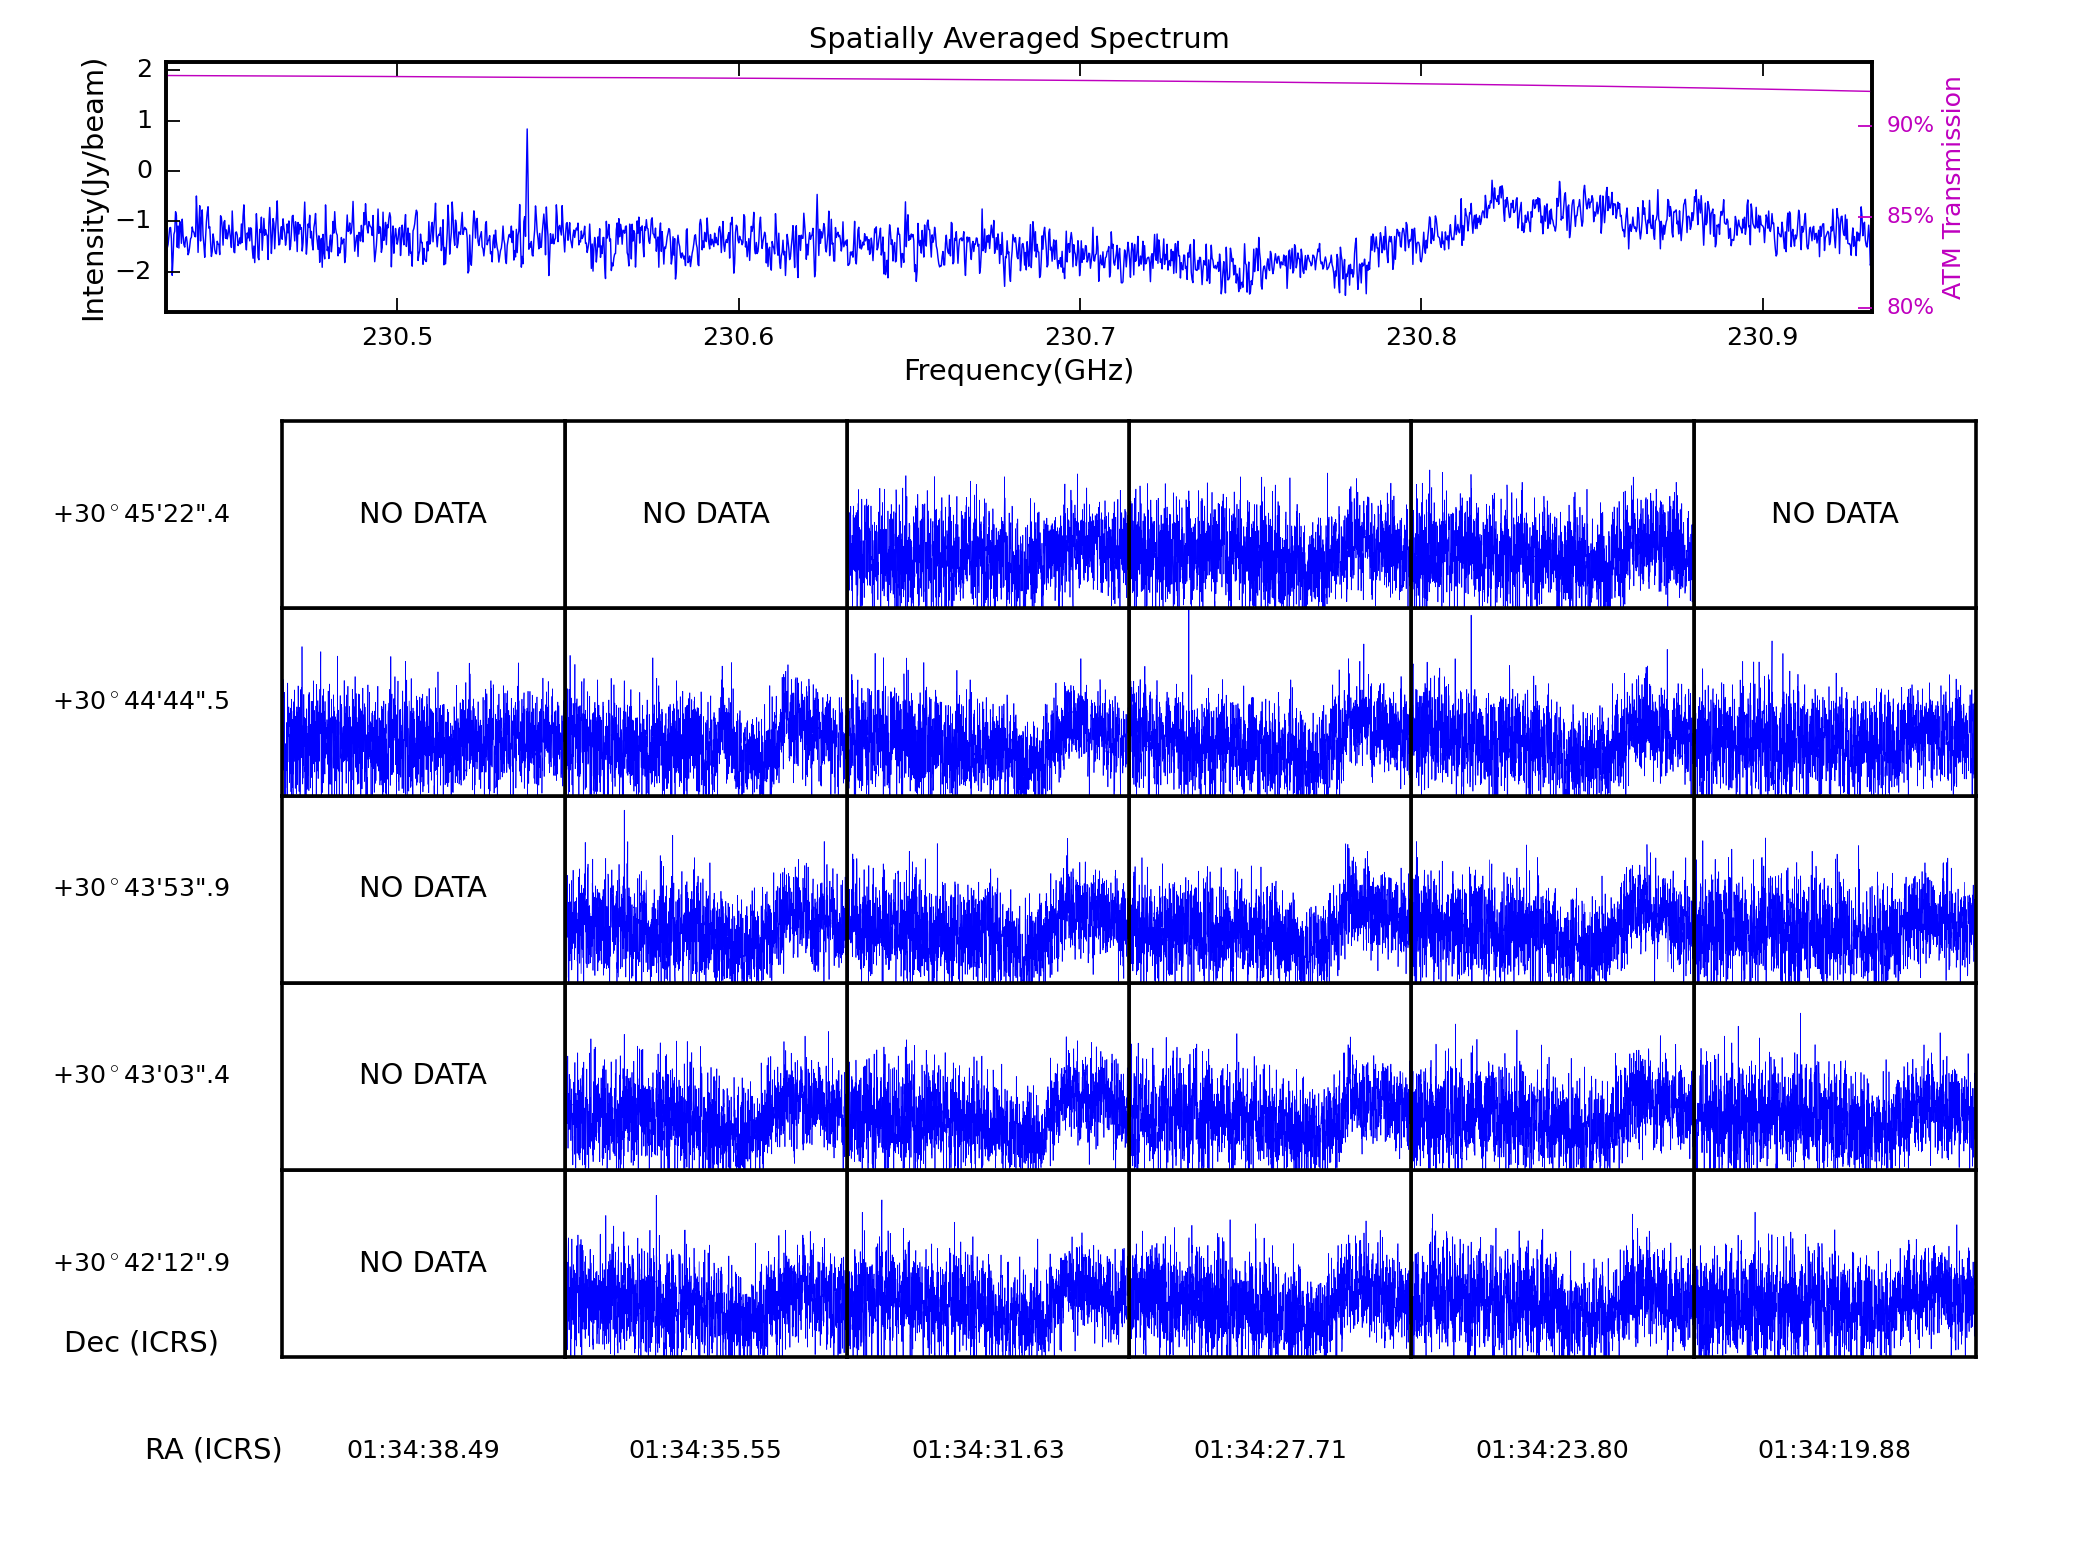 Spatially Averaged Spectrum
Intensity(Jy/beam)
2
1
0
−1
−2
90%
85%
80%
ATM Transmission
230.5 230.6 230.7 230.8 230.9
Frequency(GHz)
+30°45'22".4 NO DATA NO DATA NO DATA
+30°44'44".5
+30°43'53".9 NO DATA
+30°43'03".4 NO DATA
+30°42'12".9 NO DATA
Dec (ICRS)
RA (ICRS) 01:34:38.49 01:34:35.55 01:34:31.63 01:34:27.71 01:34:23.80 01:34:19.88